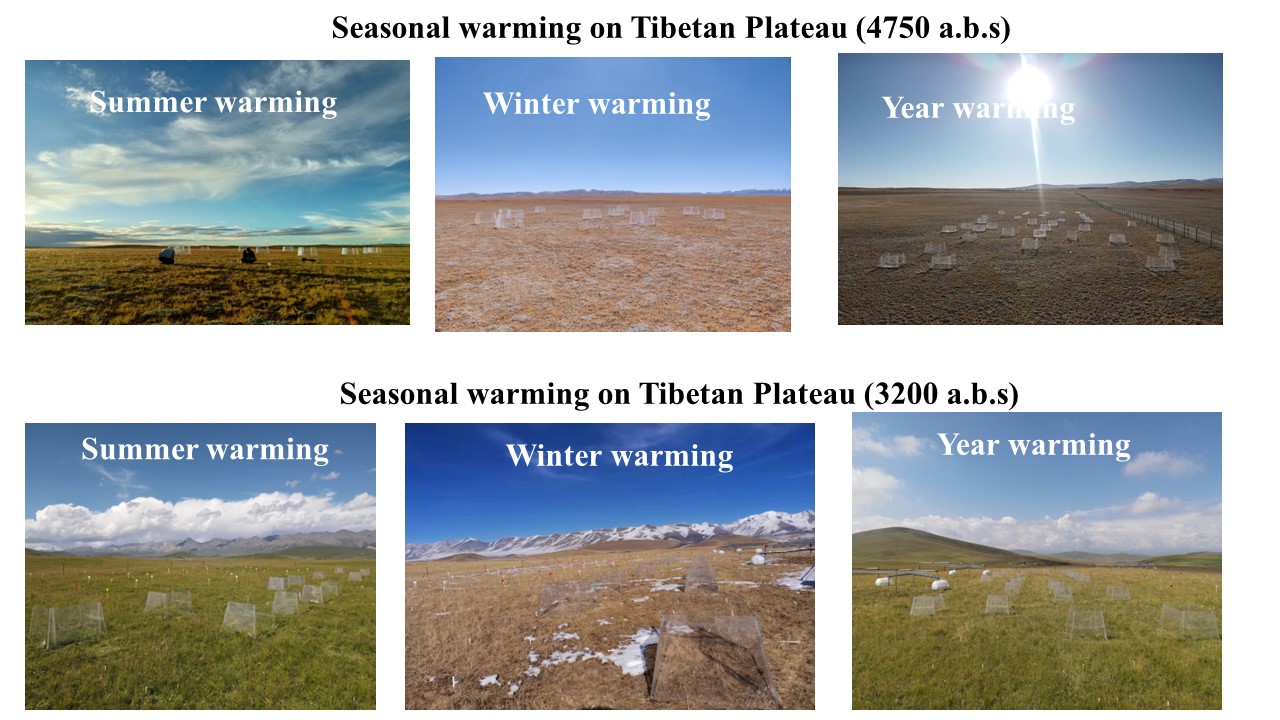 Seasonal warming on Tibetan Plateau (4750 a.b.s)
Summer warming
Winter warming
Year warming
Seasonal warming on Tibetan Plateau (3200 a.b.s)
Summer warming
Winter warming
Year warming